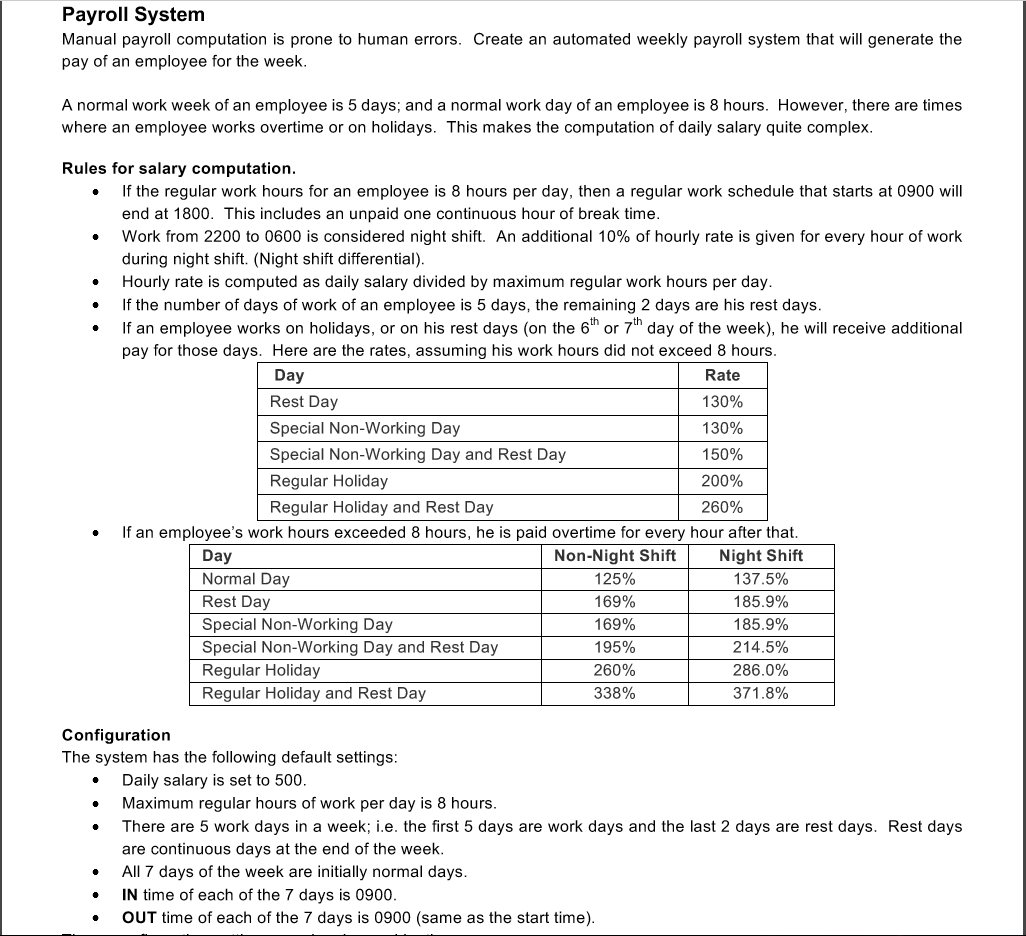 Payroll System
Manual payroll computation is prone to human errors. Create an automated weekly payroll system that will generate the
pay of an employee for the week.
A normal work week of an employee is 5 days; and a normal work day of an employee is 8 hours. However, there are times
where an employee works overtime or on holidays. This makes the computation of daily salary quite complex.
Rules for salary computation.
• If the regular work hours for an employee is 8 hours per day, then a regular work schedule that starts at 0900 will
end at 1800. This includes an unpaid one continuous hour of break time.
• Work from 2200 to 0600 is considered night shift. An additional 10% of hourly rate is given for every hour of work
during night shift. (Night shift differential).
• Hourly rate is computed as daily salary divided by maximum regular work hours per day.
• If the number of days of work of an employee is 5 days, the remaining 2 days are his rest days.
• If an employee works on holidays, or on his rest days (on the 6th or 7th day of the week), he will receive additional
pay for those days. Here are the rates, assuming his work hours did not exceed 8 hours.
Day Rate
Rest Day 130%
Special Non-Working Day 130%
Special Non-Working Day and Rest Day 150%
Regular Holiday 200%
Regular Holiday and Rest Day 260%
• If an employee's work hours exceeded 8 hours, he is paid overtime for every hour after that.
Day Non-Night Shift Night Shift
Normal Day 125% 137.5%
Rest Day 169% 185.9%
Special Non-Working Day 169% 185.9%
Special Non-Working Day and Rest Day 195% 214.5%
Regular Holiday 260% 286.0%
Regular Holiday and Rest Day 338% 371.8%
Configuration
The system has the following default settings:
• Daily salary is set to 500.
• Maximum regular hours of work per day is 8 hours.
• There are 5 work days in a week; i.e. the first 5 days are work days and the last 2 days are rest days. Rest days
are continuous days at the end of the week.
• All 7 days of the week are initially normal days.
• IN time of each of the 7 days is 0900.
• OUT time of each of the 7 days is 0900 (same as the start time).